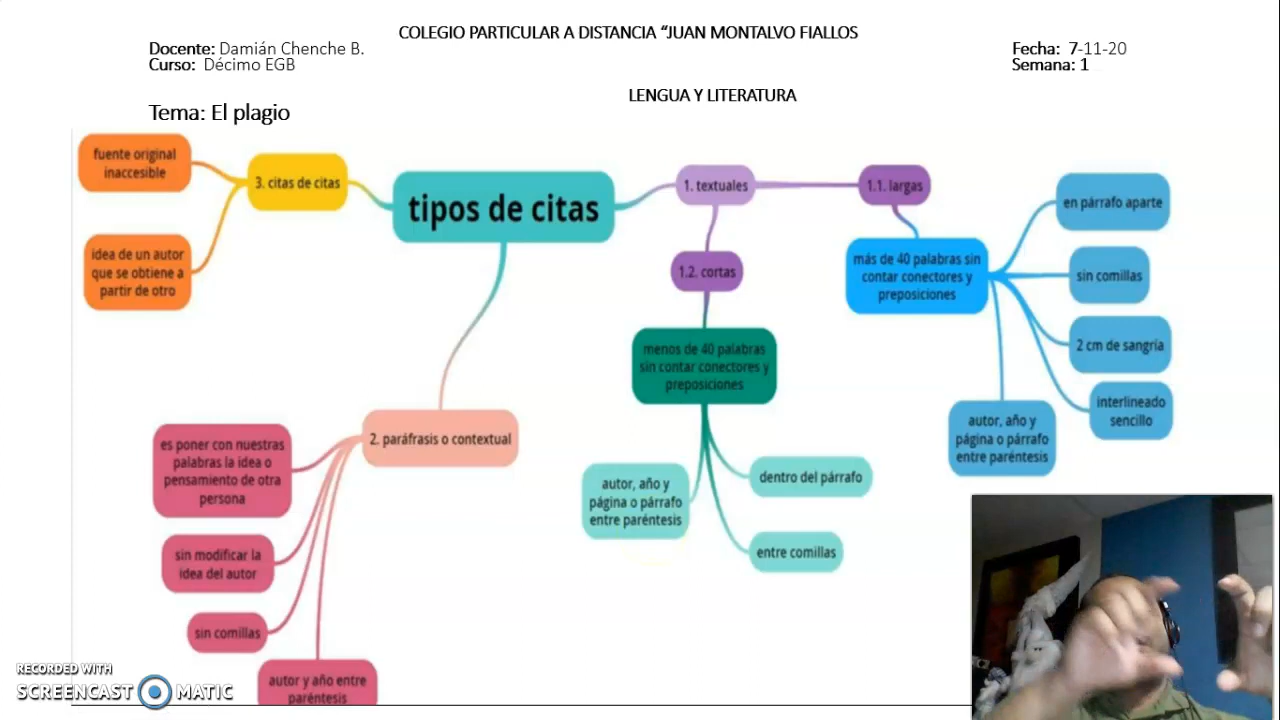 COLEGIO PARTICULAR A DISTANCIA “JUAN MONTALVO FIALLOS
Docente: Damián Chenche B.
Fecha: 7-11-20
Curso: Décimo EGB
Semana: 1
LENGUA Y LITERATURA
Tema: El plagio
tipos de citas
3. citas de citas
fuente original
inaccesible
idea de un autor
que se obtiene a
partir de otro
1. textuales
1.1. largas
más de 40 palabras sin
contar conectores y
preposiciones
en párrafo aparte
sin comillas
2 cm de sangría
interlineado
sencillo
autor, año y
página o párrafo
entre paréntesis
1.2. cortas
menos de 40 palabras
sin contar conectores y
preposiciones
autor, año y
página o párrafo
entre paréntesis
dentro del párrafo
entre comillas
2. paráfrasis o contextual
es poner con nuestras
palabras la idea o
pensamiento de otra
persona
sin modificar la
idea del autor
sin comillas
autor y año entre
paréntesis
RECORDED WITH
SCREENCAST MATIC